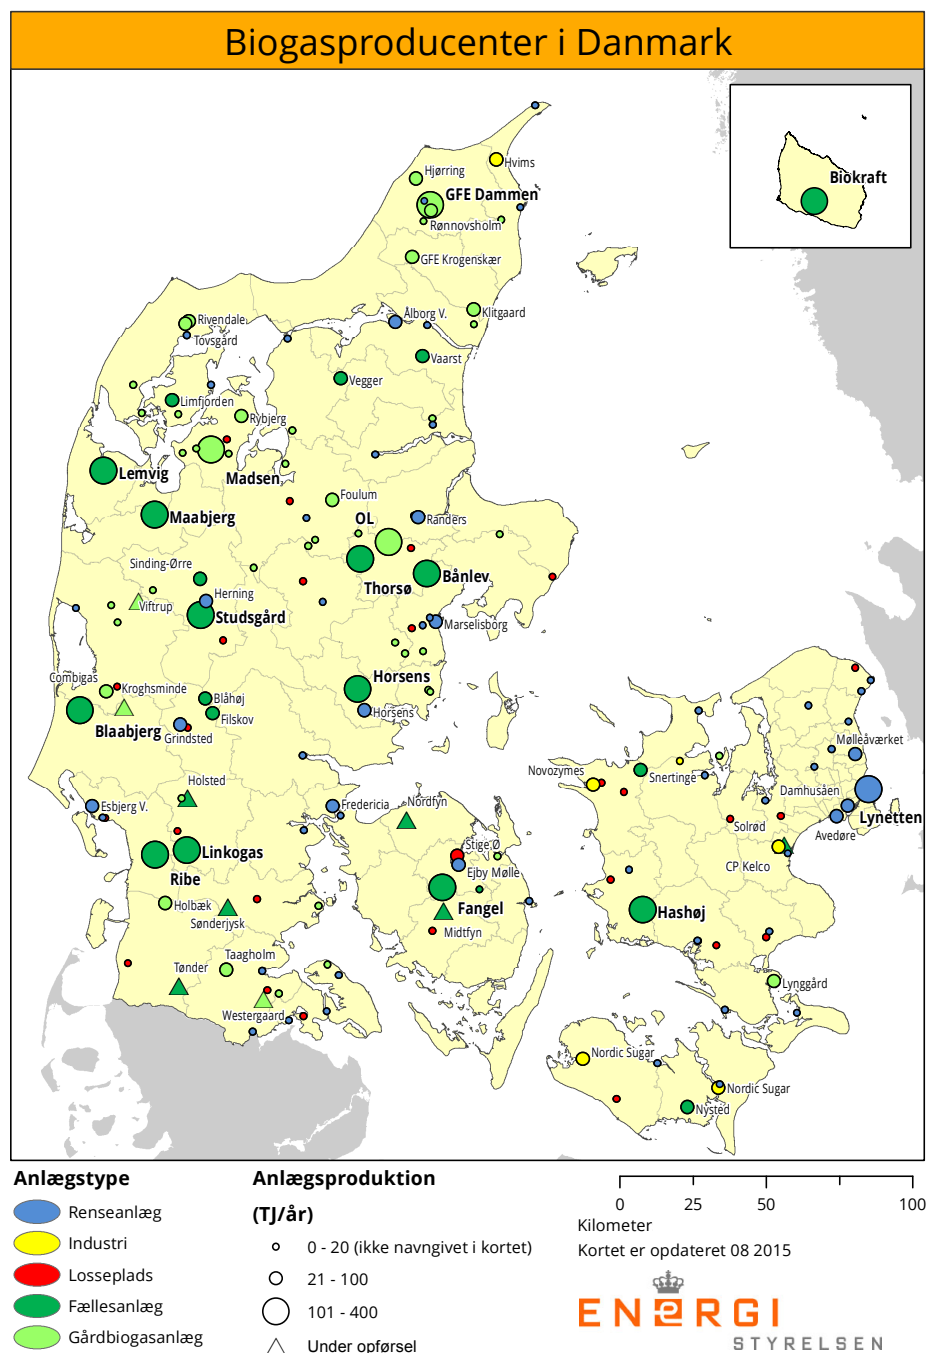 Biogasproducenter i Danmark
Biokraft
Hvims
Hjørring
GFE Dammen
Rønnovsholm
GFE Krogenskær
Klitgaard
Ålborg V.
Rivendale
Tovsgård
Vaarst
Vegger
Limfjorden
Rybjerg
Lemvig
Madsen
Maabjerg
Foulum
OL
Randers
Sinding-Ørre
Thorsø
Bånlev
Herning
Viftrup
Studsgård
Marselisborg
Combigas
Kroghsminde
Horsens
Blåhøj
Filskov
Horsens
Blaabjerg
Grindsted
Mølleåværket
Novozymes
Snertinge
Holsted
Damhusåen
Esbjerg V.
Fredericia
Nordfyn
Lynetten
Solrød
Avedøre
Stige Ø
Linkogas
Ejby Mølle
CP Kelco
Ribe
Holbæk
Fangel
Hashøj
Sønderjysk
Midtfyn
Taagholm
Tønder
Lynggård
Westergaard
Nordic Sugar
Nordic Sugar
Nysted
Anlægstype
Renseanlæg
Industri
Losseplads
Fællesanlæg
Gårdbiogasanlæg
Anlægsproduktion
(TJ/år)
0 - 20 (ikke navngivet i kortet)
21 - 100
101 - 400
Under opførsel
0 25 50 100
Kilometer
Kortet er opdateret 08 2015
ENERGI
STYRELSEN